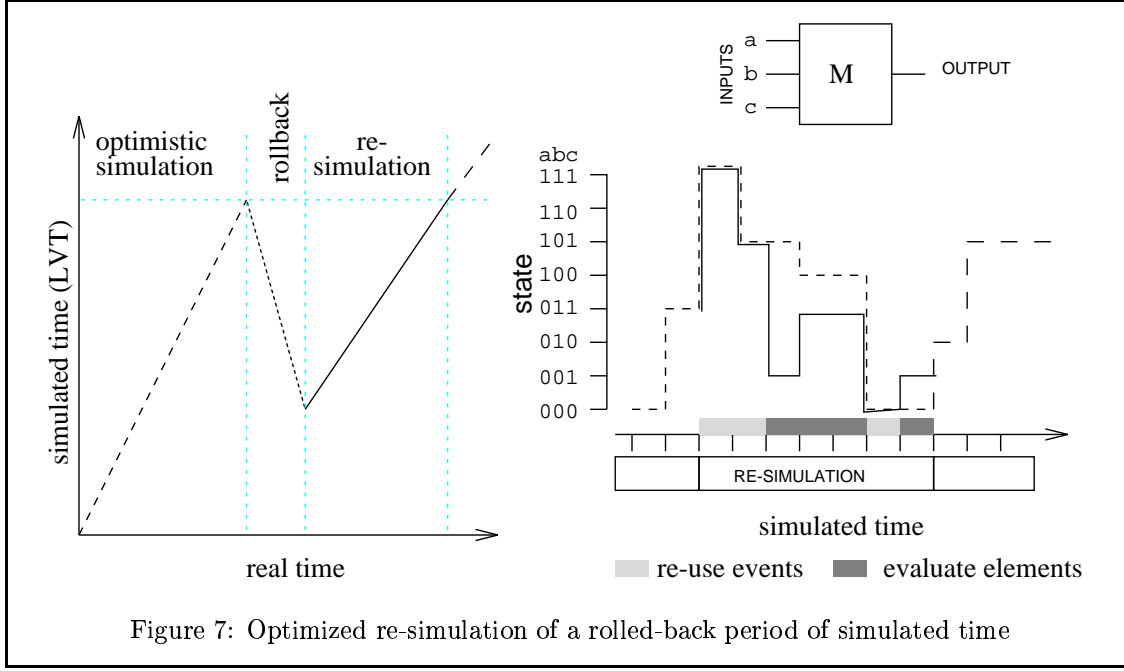 optimistic
simulation
rollback
re-
simulation
simulated time (LVT)
real time
INPUTS
a
b
c
M
OUTPUT
abc
111
110
101
100
011
010
001
000
state
RE-SIMULATION
simulated time
re-use events
evaluate elements
Figure 7: Optimized re-simulation of a rolled-back period of simulated time